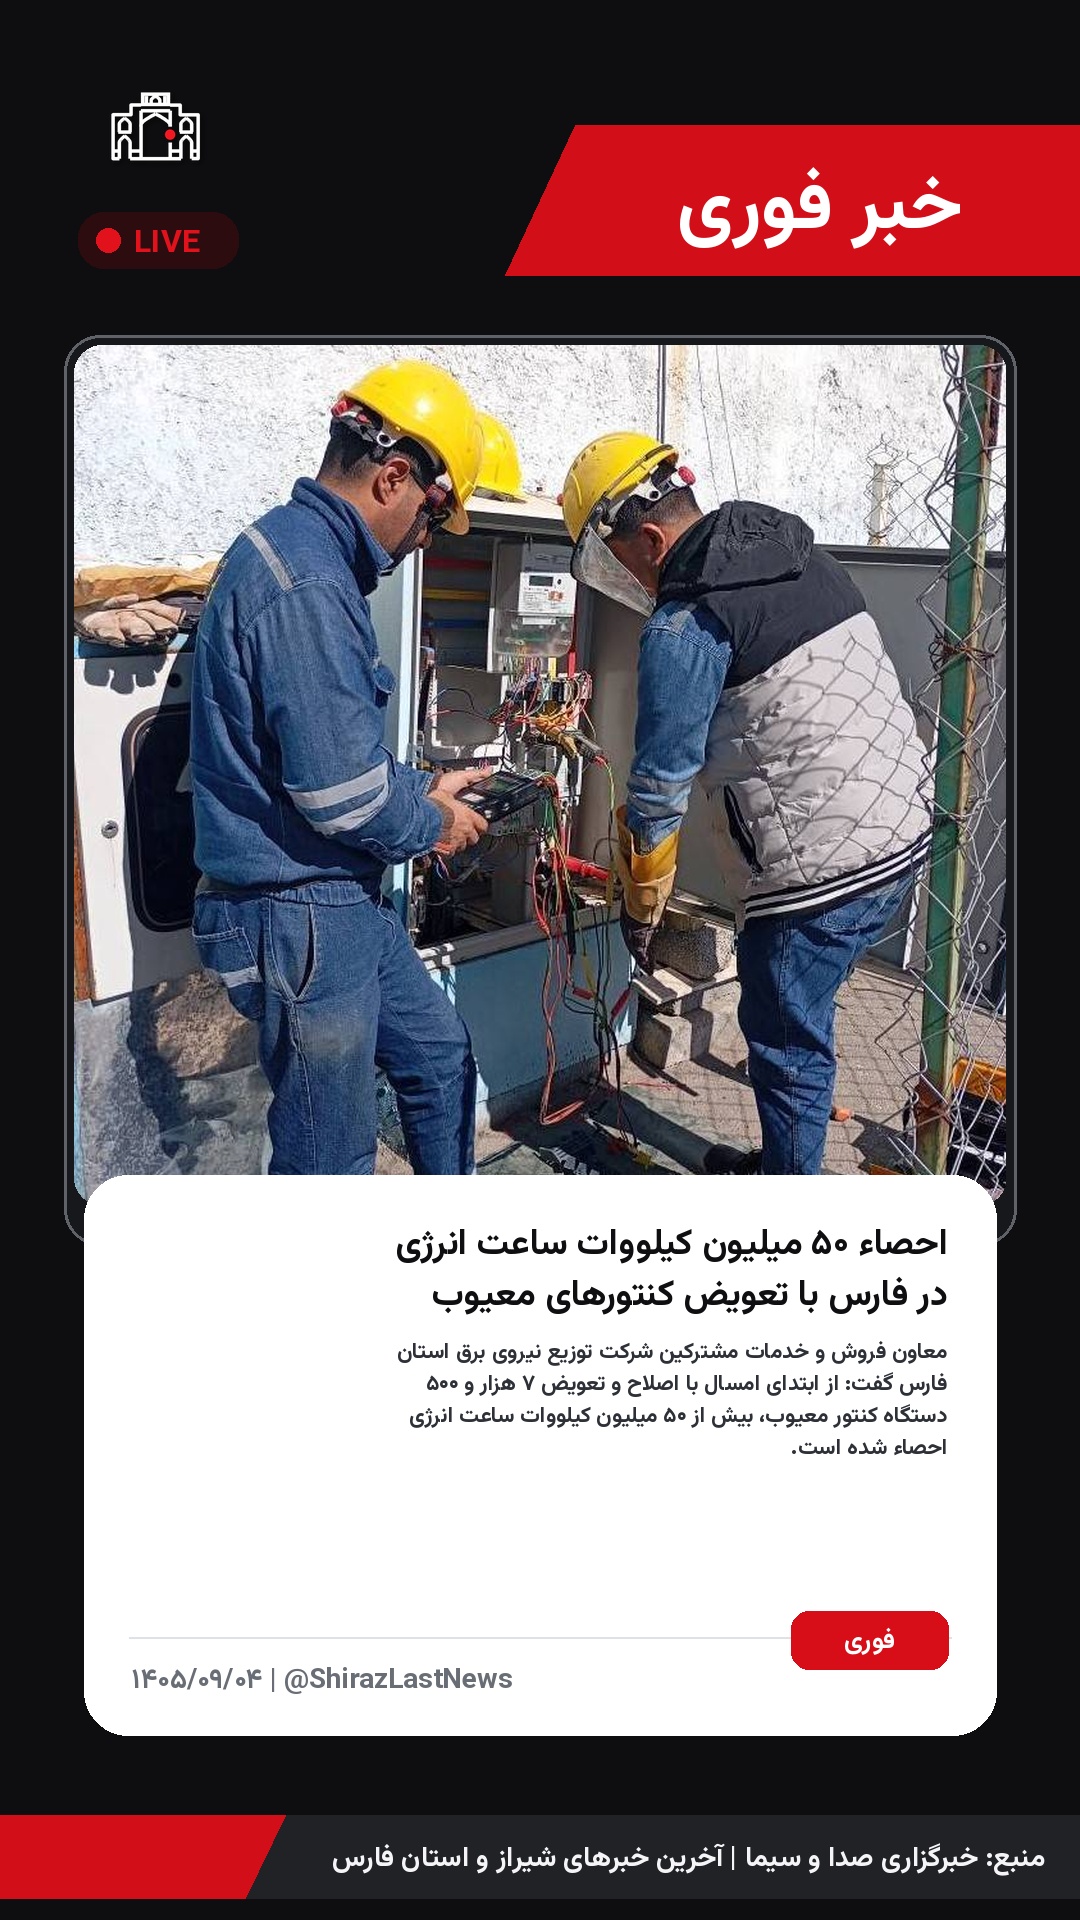 خبر فوری
LIVE
احصاء ۵۰ میلیون کیلووات ساعت انرژی
در فارس با تعویض کنتورهای معیوب
معاون فروش و خدمات مشترکین شرکت توزیع نیروی برق استان
فارس گفت: از ابتدای امسال با اصلاح و تعویض ۷ هزار و ۵۰۰
دستگاه کنتور معیوب، بیش از ۵۰ میلیون کیلووات ساعت انرژی
احصاء شده است.
فوری
۱۴۰۵/۰۹/۰۴ | @ShirazLastNews
منبع: خبرگزاری صدا و سیما | آخرین خبرهای شیراز و استان فارس